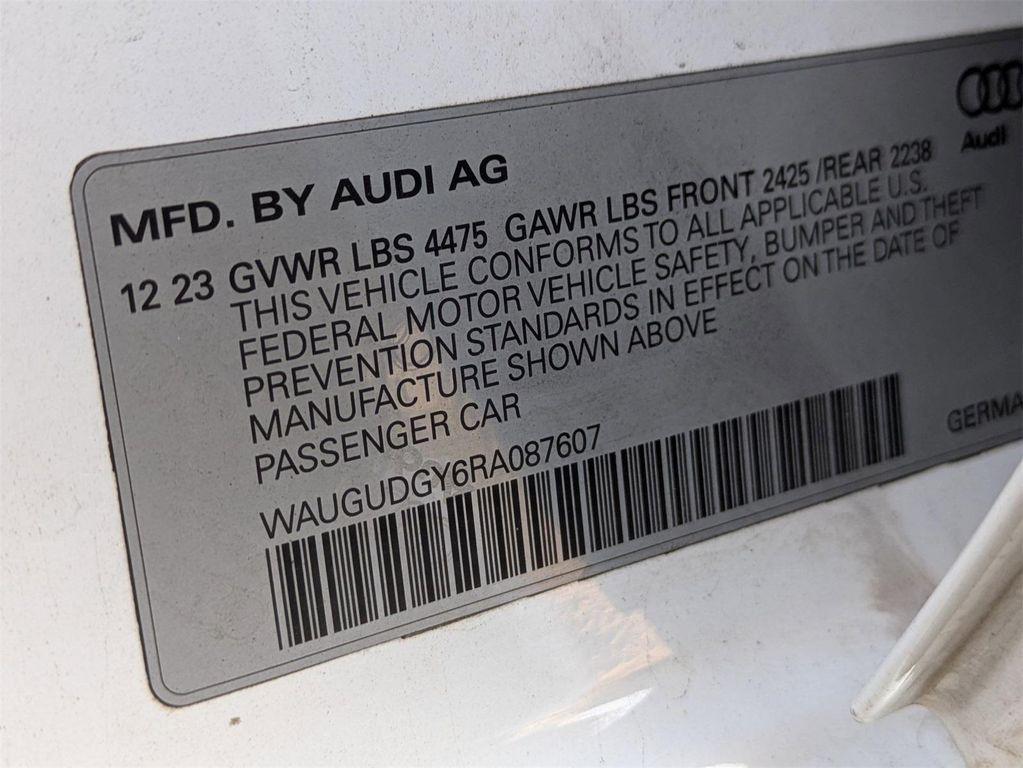 Audi
MFD. BY AUDI AG
12 23 GVWR LBS 4475 GAWR LBS FRONT 2425 /REAR 2238
THIS VEHICLE CONFORMS TO ALL APPLICABLE U.S.
FEDERAL MOTOR VEHICLE SAFETY, BUMPER AND THEFT
PREVENTION STANDARDS IN EFFECT ON THE DATE OF
MANUFACTURE SHOWN ABOVE
PASSENGER CAR
WAUGUDGY6RA087607
GERMA